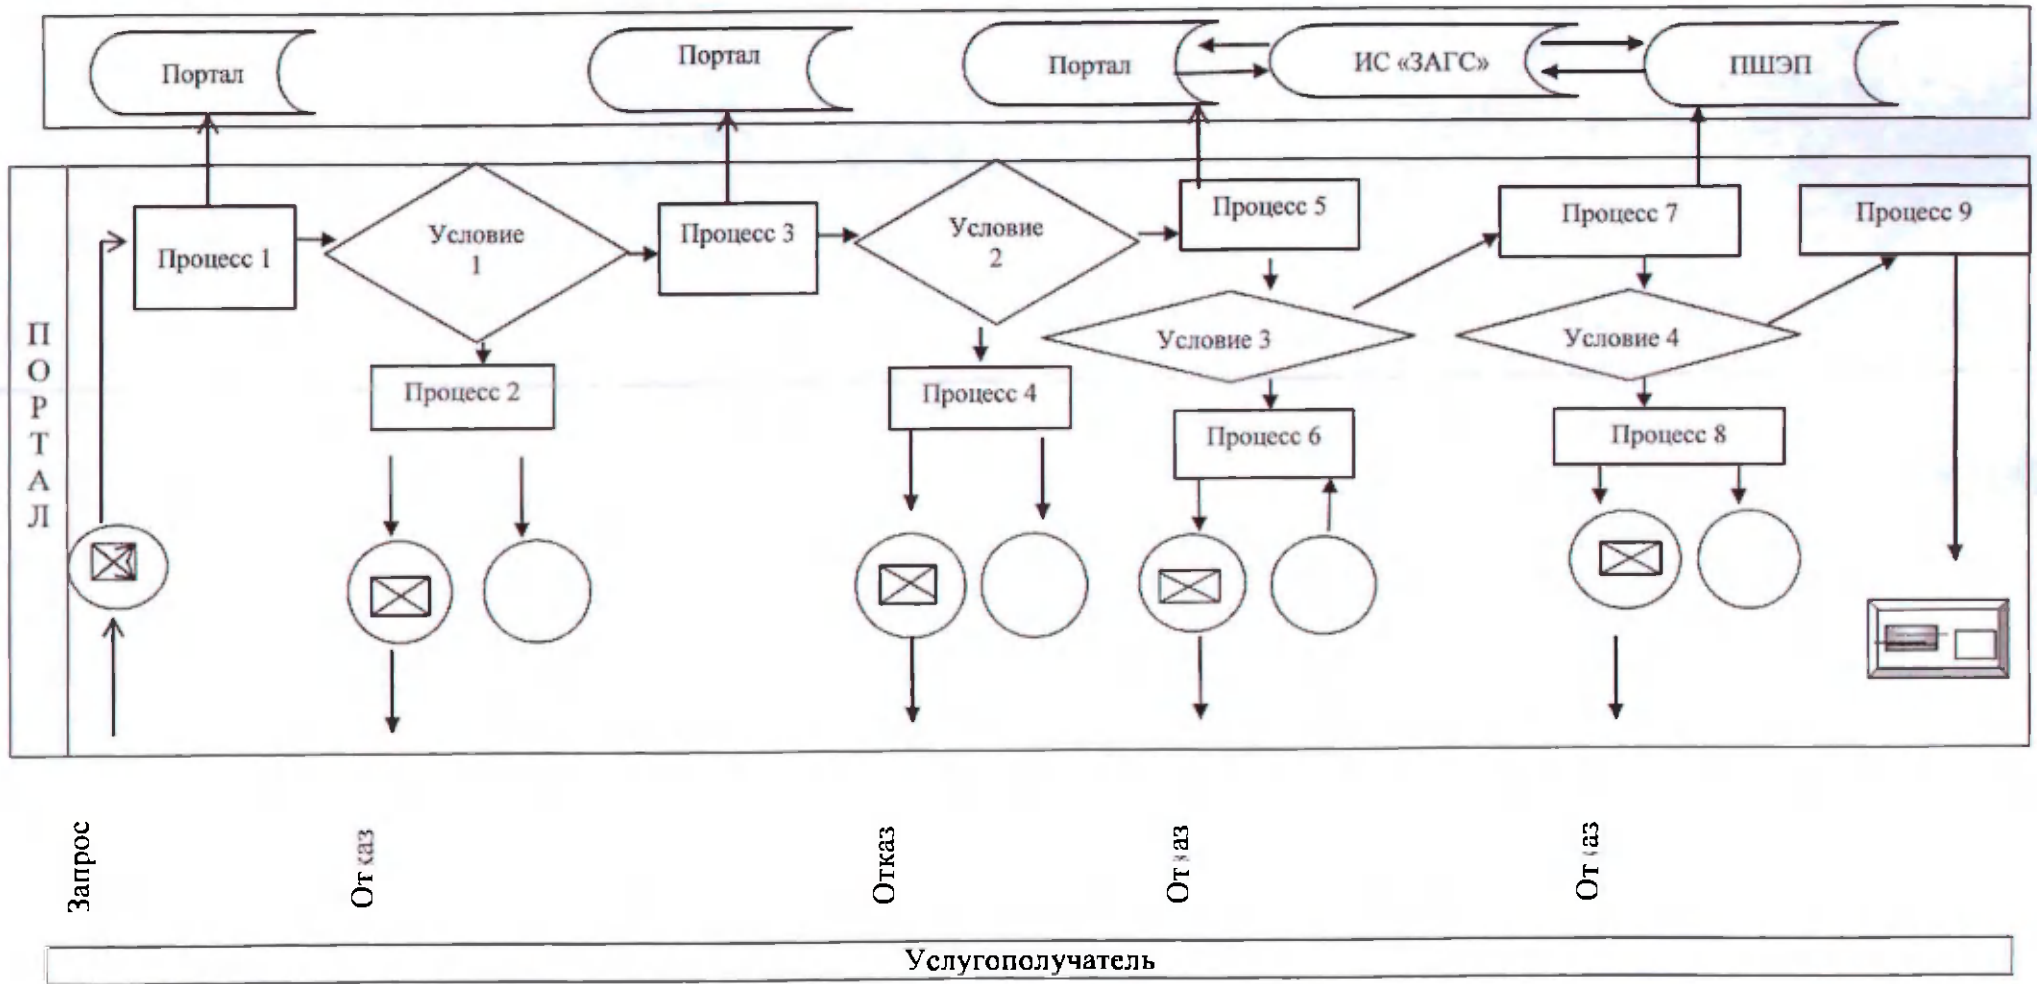 Портал
Портал
Портал
ИС «ЗАГС»
ПШЭП
ПОРТАЛ
Процесс 1
Условие
1
Процесс 3
Условие
2
Процесс 5
Процесс 7
Процесс 9
Условие 3
Условие 4
Процесс 2
Процесс 4
Процесс 6
Процесс 8
Запрос
Отказ
Отказ
Отказ
Отказ
Услугополучатель